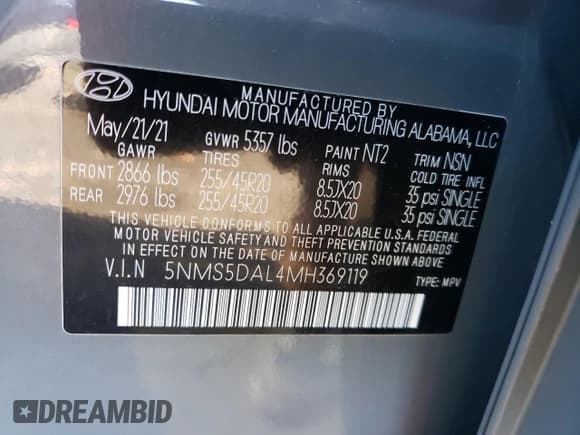 MANUFACTURED BY
HYUNDAI MOTOR MANUFACTURING ALABAMA, LLC
May/21/21 GVWR 5357 lbs PAINT NT2 TRIM NSN
GAWR TIRES RIMS COLD TIRE INFL
FRONT 2866 lbs 255/45R20 8.5JX20 35 psi SINGLE
REAR 2976 lbs 255/45R20 8.5JX20 35 psi SINGLE
THIS VEHICLE CONFORMS TO ALL APPLICABLE U.S.A. FEDERAL
MOTOR VEHICLE SAFETY AND THEFT PREVENTION STANDARDS
IN EFFECT ON THE DATE OF MANUFACTURE SHOWN ABOVE
V.I.N 5NMS5DAL4MH369119 TYPE: MPV
DREAMBID